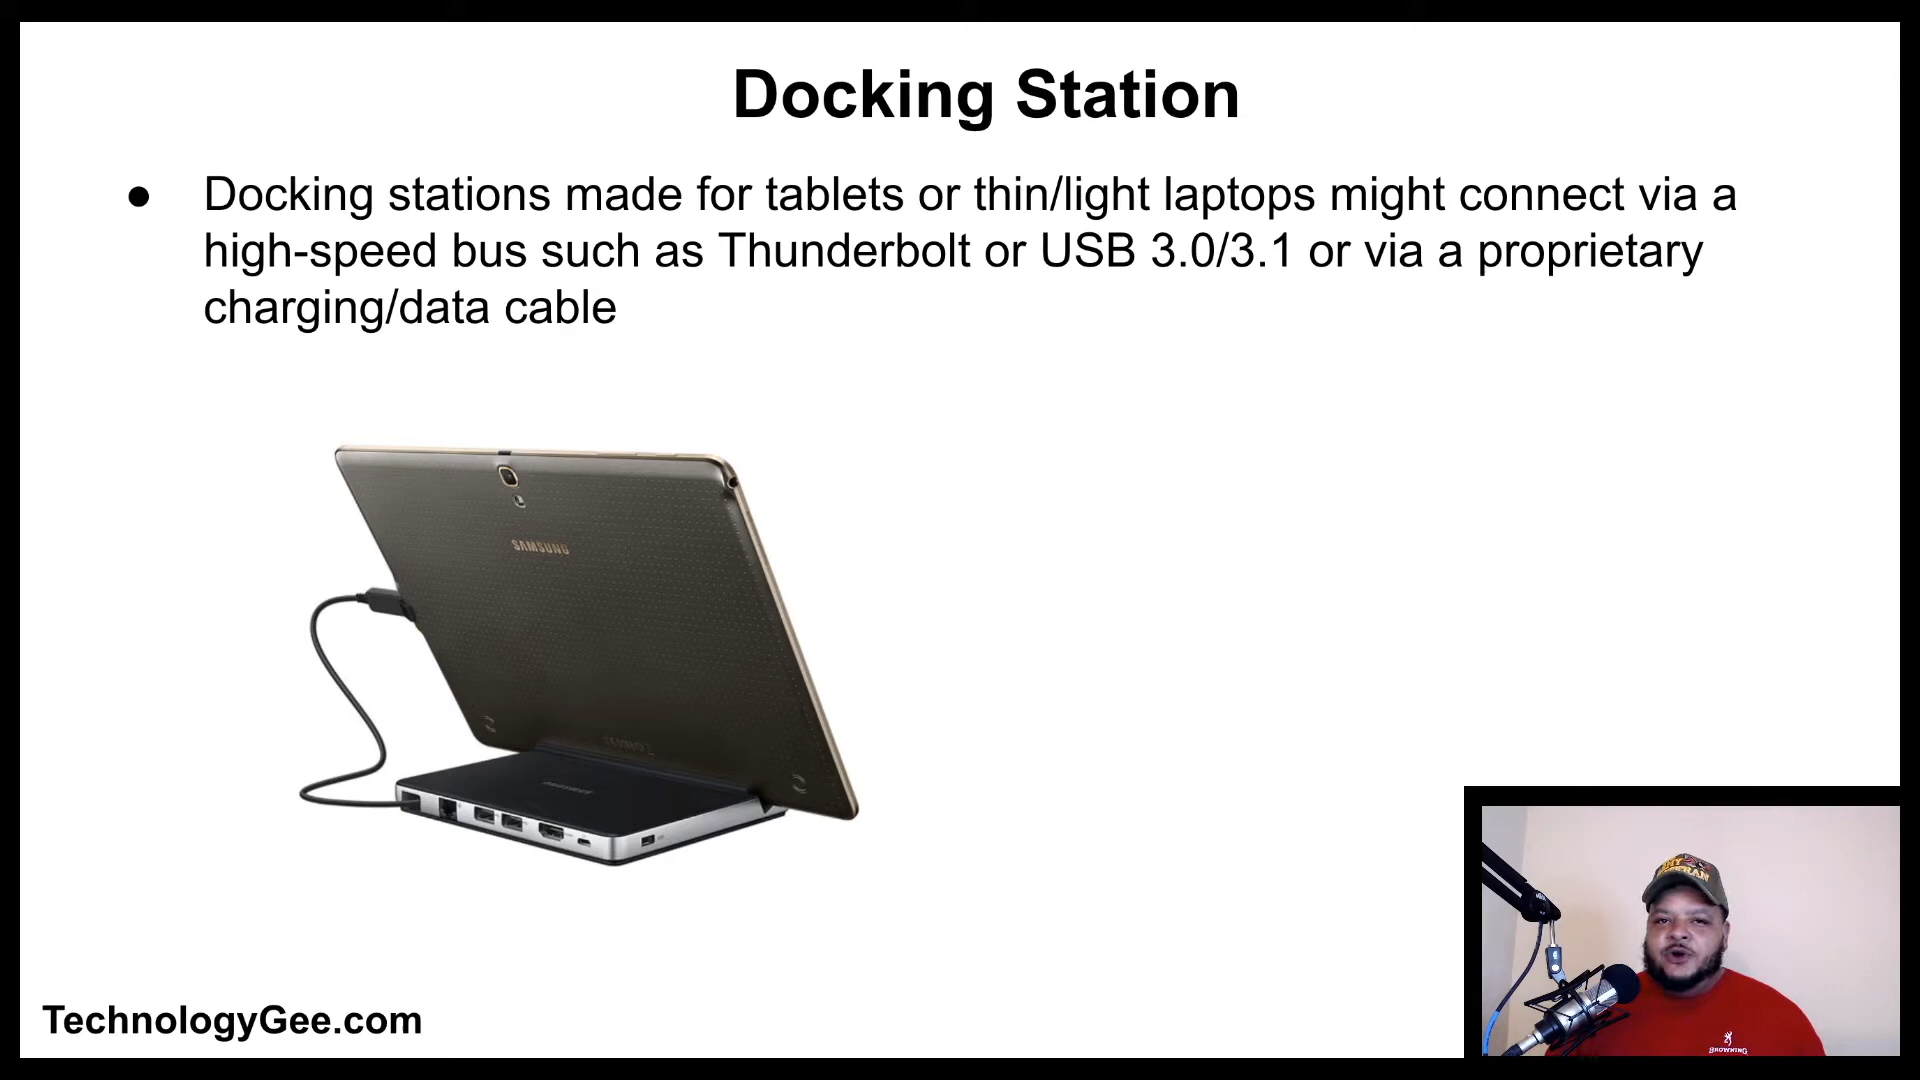 Docking Station
● Docking stations made for tablets or thin/light laptops might connect via a
high-speed bus such as Thunderbolt or USB 3.0/3.1 or via a proprietary
charging/data cable
SAMSUNG
TechnologyGee.com
BROWNING